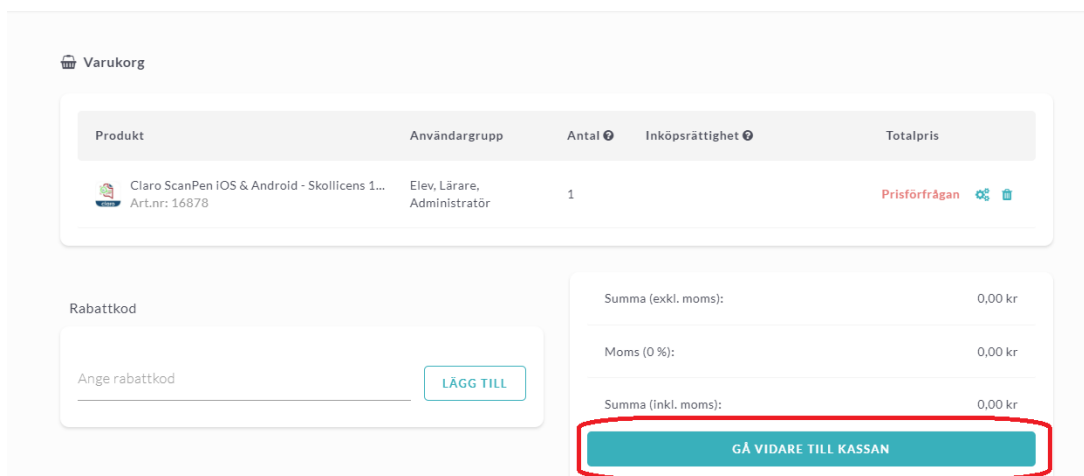 Varukorg
Produkt Användargrupp Antal Inköpsrättighet Totalpris
Claro ScanPen iOS & Android - Skollicens 1... Elev, Lärare,
Art.nr: 16878 Administratör 1 Prisförfrågan
Rabattkod
Ange rabattkod LÄGG TILL
Summa (exkl. moms): 0,00 kr
Moms (0 %): 0,00 kr
Summa (inkl. moms): 0,00 kr
GÅ VIDARE TILL KASSAN